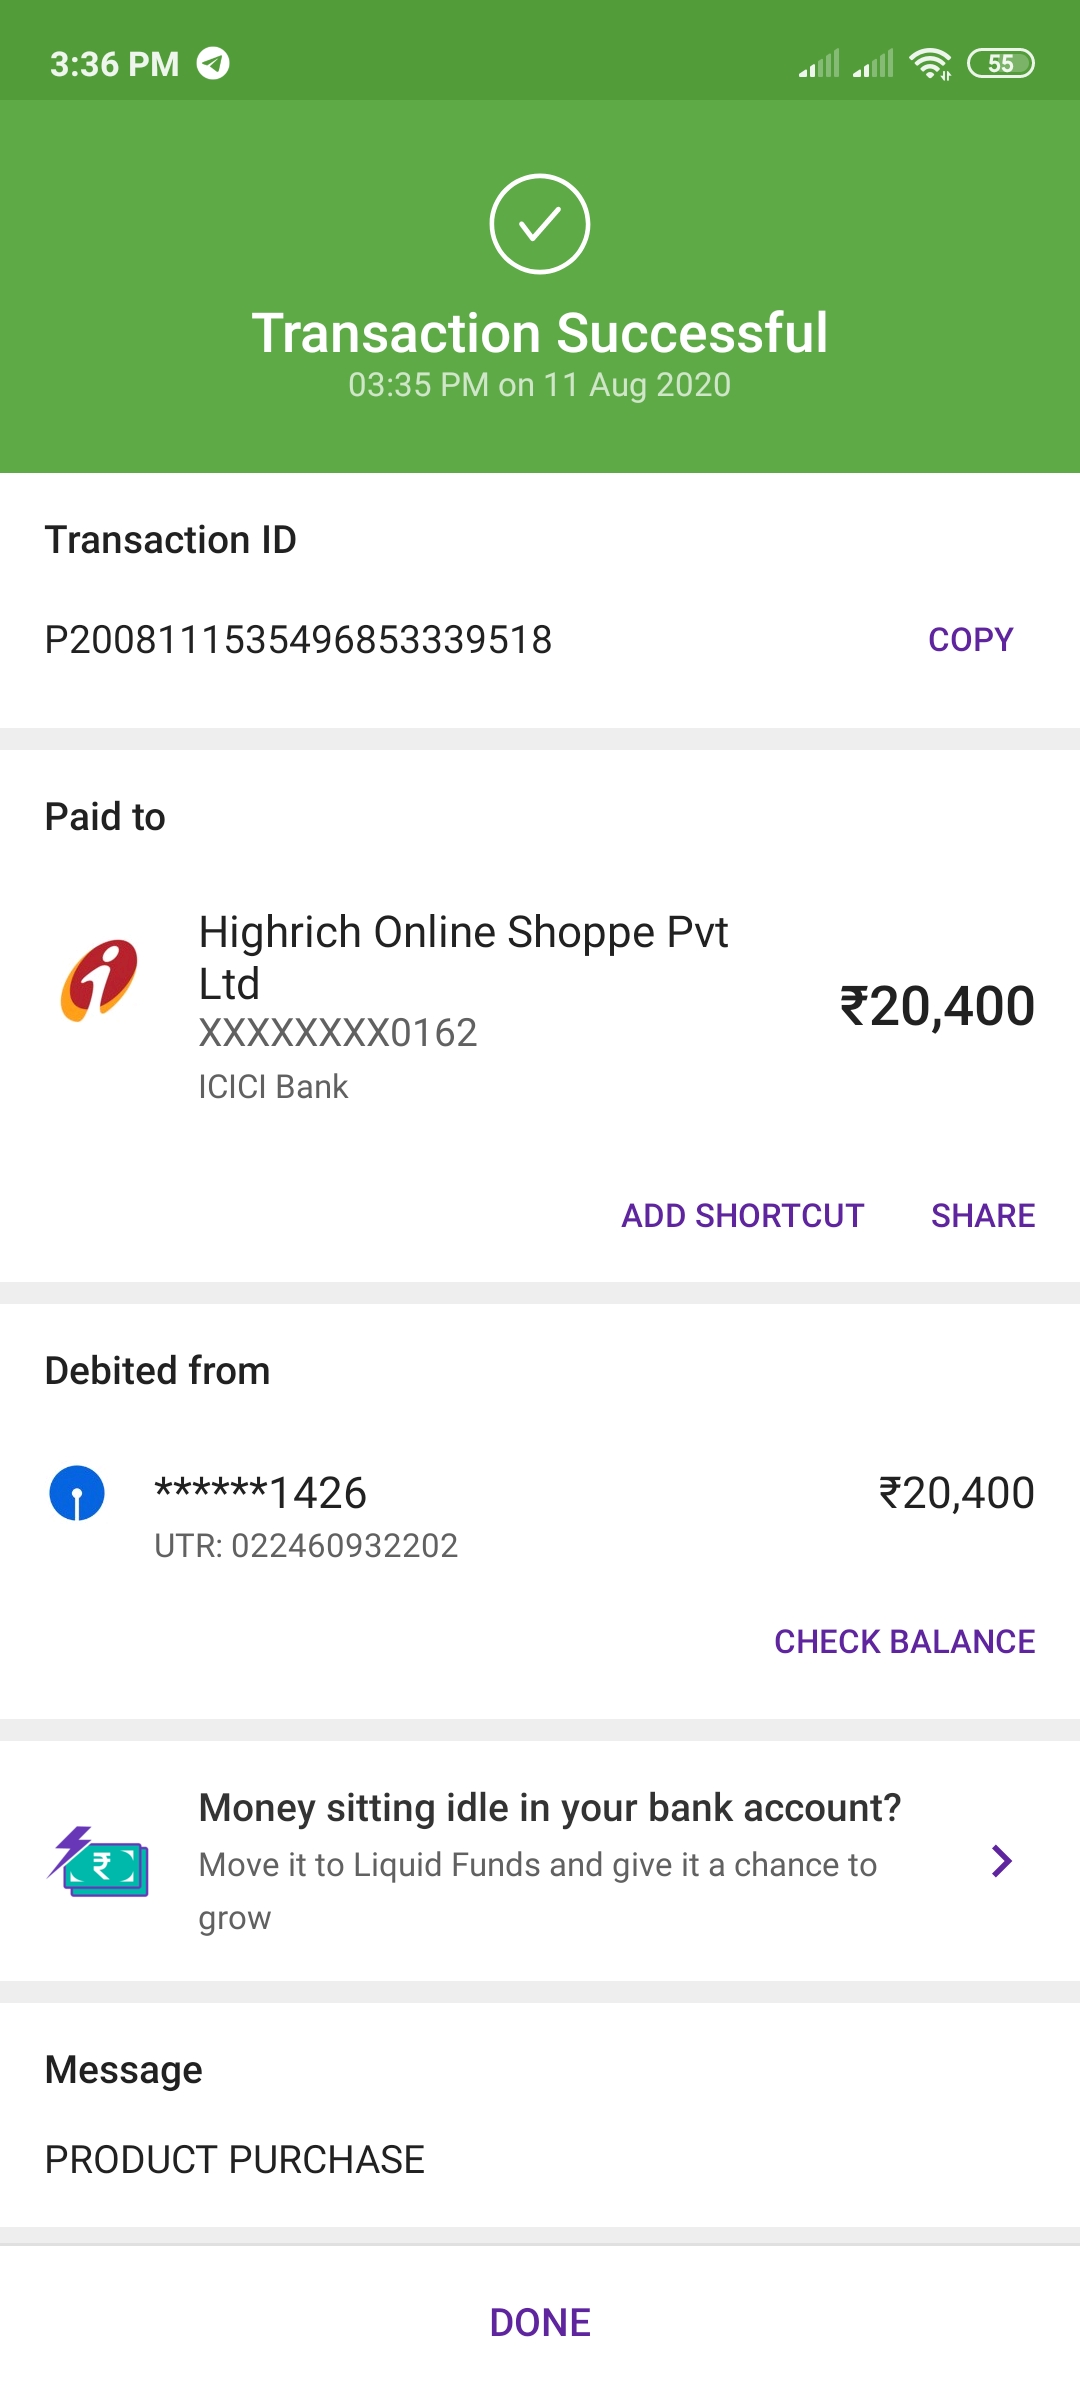 3:36 PM
55
Transaction Successful
03:35 PM on 11 Aug 2020
Transaction ID
P2008111535496853339518 COPY
Paid to
Highrich Online Shoppe Pvt
Ltd
₹20,400
XXXXXXXX0162
ICICI Bank
ADD SHORTCUT SHARE
Debited from
******1426 ₹20,400
UTR: 022460932202
CHECK BALANCE
Money sitting idle in your bank account?
Move it to Liquid Funds and give it a chance to
grow
Message
PRODUCT PURCHASE
DONE